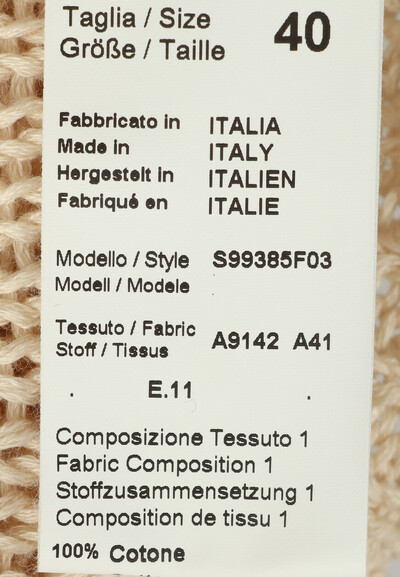 Taglia / Size 40
Größe / Taille
Fabbricato in ITALIA
Made in ITALY
Hergestelt in ITALIEN
Fabriqué en ITALIE
Modello / Style S99385F03
Modell / Modele
Tessuto / Fabric A9142 A41
Stoff / Tissus
. E.11 .
Composizione Tessuto 1
Fabric Composition 1
Stoffzusammensetzung 1
Composition de tissu 1
100% Cotone